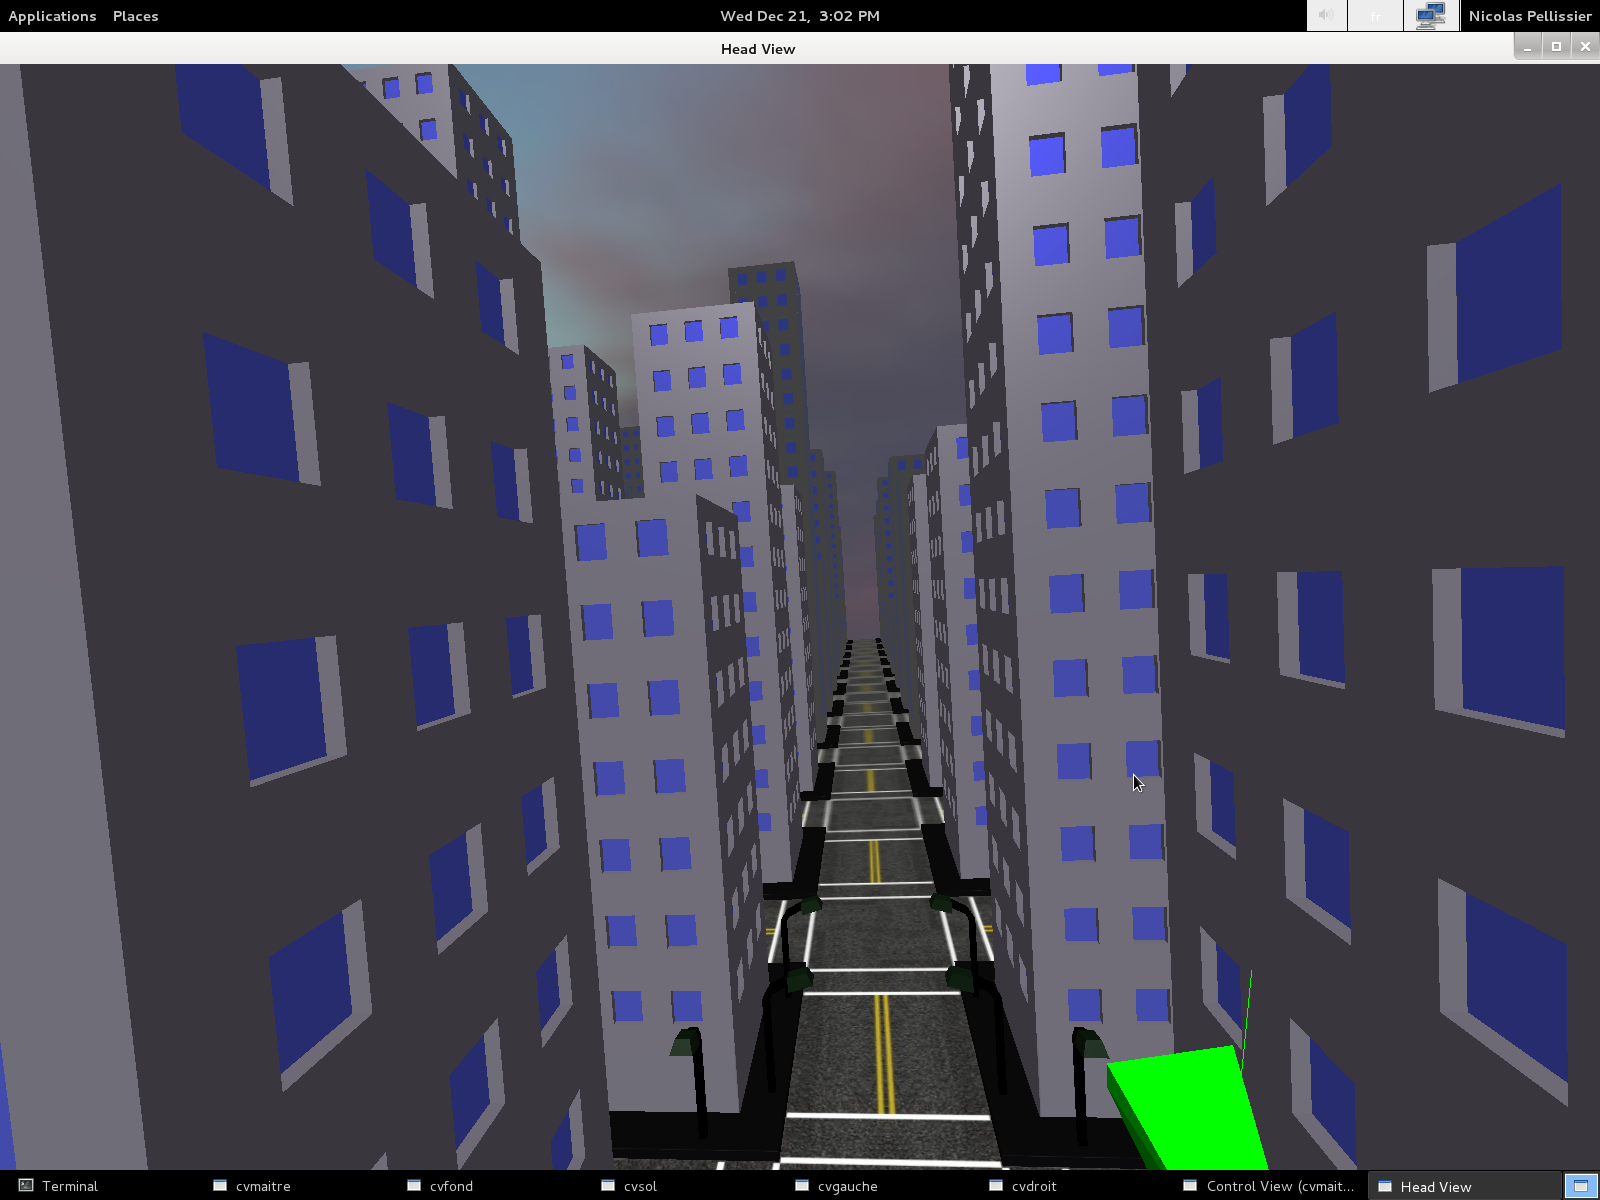 Applications Places Wed Dec 21, 3:02 PM fr Nicolas Pellissier
Head View
Terminal cvmaitre cvfond cvsol cvgauche cvdroit Control View (cvmait... Head View